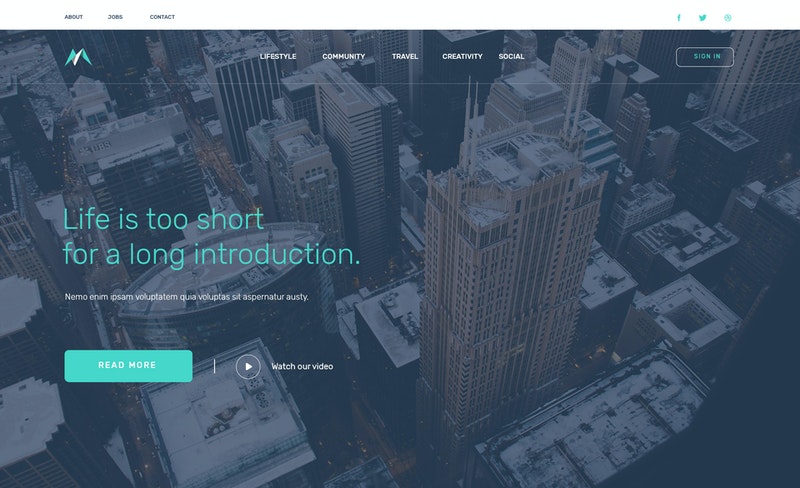 ABOUT JOBS CONTACT
LIFESTYLE COMMUNITY TRAVEL CREATIVITY SOCIAL SIGN IN
Life is too short
for a long introduction.
Nemo enim ipsam voluptatem quia voluptas sit aspernatur austy.
READ MORE Watch our video